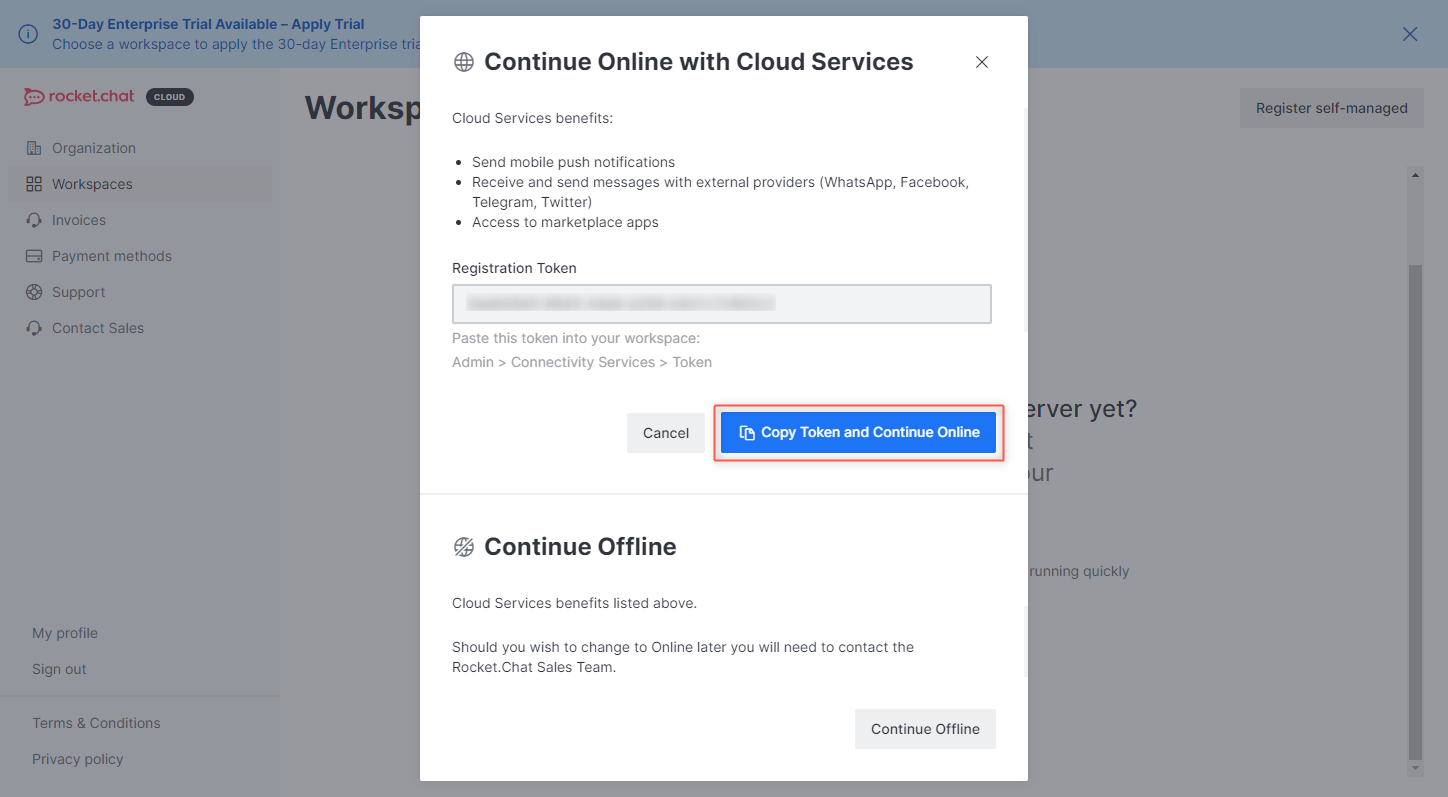 30-Day Enterprise Trial Available – Apply Trial
Choose a workspace to apply the 30-day Enterprise
rocket.chat CLOUD
Organization
Workspaces
Invoices
Payment methods
Support
Contact Sales
My profile
Sign out
Terms & Conditions
Privacy policy
Register self-managed
Continue Online with Cloud Services
Cloud Services benefits:
• Send mobile push notifications
• Receive and send messages with external providers (WhatsApp, Facebook,
Telegram, Twitter)
• Access to marketplace apps
Registration Token
Paste this token into your workspace:
Admin > Connectivity Services > Token
Cancel
Copy Token and Continue Online
Continue Offline
Cloud Services benefits listed above.
Should you wish to change to Online later you will need to contact the
Rocket.Chat Sales Team.
Continue Offline
yet?
running quickly